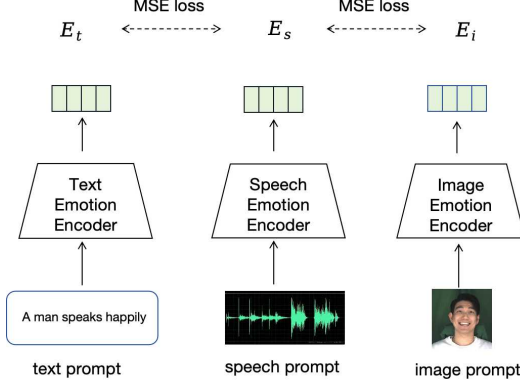 MSE loss MSE loss
E_t E_s E_i
Text Speech Image
Emotion Emotion Emotion
Encoder Encoder Encoder
A man speaks happily
text prompt speech prompt image prompt